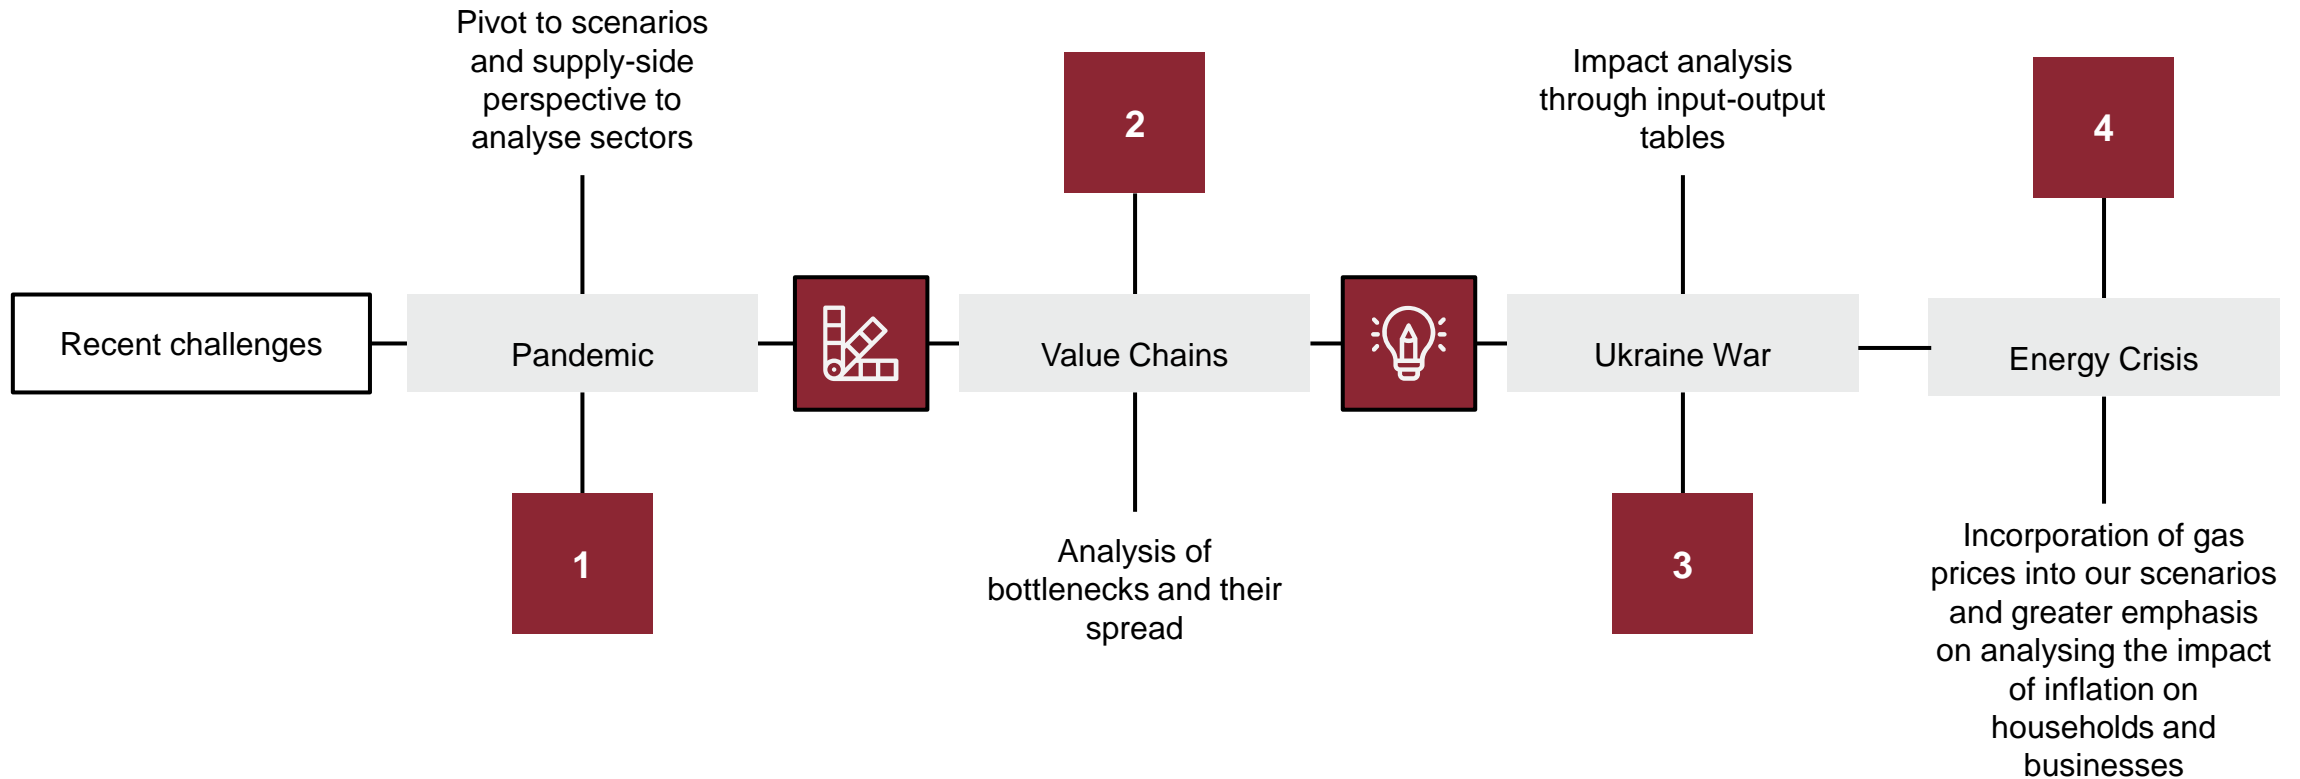 Recent challenges
Pivot to scenarios
and supply-side
perspective to
analyse sectors
Pandemic
1
2
Value Chains
Analysis of
bottlenecks and their
spread
Impact analysis
through input-output
tables
Ukraine War
3
4
Energy Crisis
Incorporation of gas
prices into our scenarios
and greater emphasis
on analysing the impact
of inflation on
households and
businesses